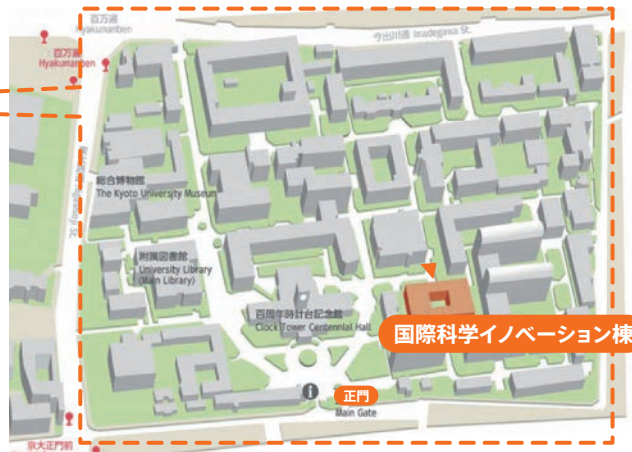 百万遍
Hyakumanben
百万遍
Hyakumanben
今出川通 Imadegawa St.
総合博物館
The Kyoto University Museum
附属図書館
University Library
(Main Library)
百周年時計台記念館
Clock Tower Centennial Hall
国際科学イノベーション棟
i
正門
Main Gate
京大正門前